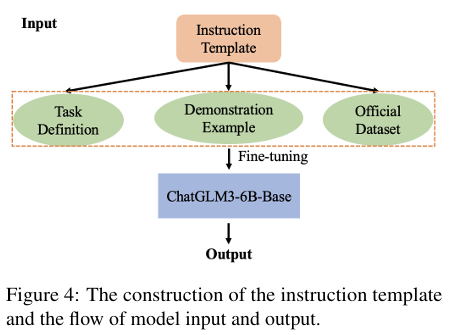 Input
Instruction
Template
Task
Definition
Demonstration
Example
Official
Dataset
Fine-tuning
ChatGLM3-6B-Base
Output
Figure 4: The construction of the instruction template
and the flow of model input and output.